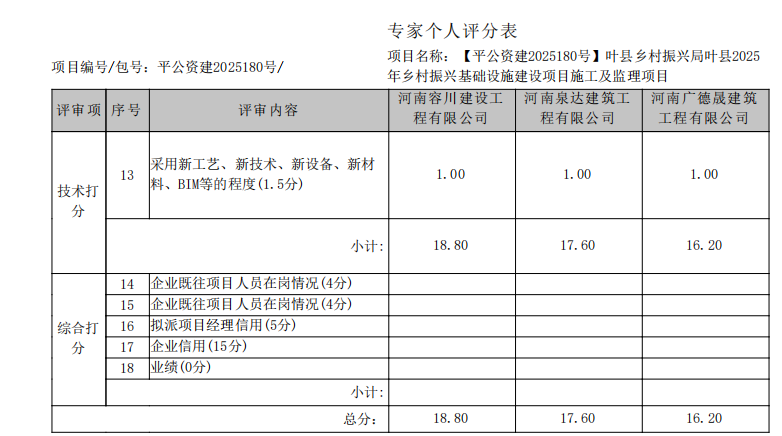 专家个人评分表
项目编号/包号：平公资建2025180号/
项目名称：【平公资建2025180号】叶县乡村振兴局叶县2025
年乡村振兴基础设施建设项目施工及监理项目
评审项 序号 评审内容 河南容川建设工 河南泉达建筑工 河南广德晟建筑
程有限公司 程有限公司 工程有限公司
技术打
分
13
采用新工艺、新技术、新设备、新材
料、BIM等的程度(1.5分)
1.00 1.00 1.00
小计: 18.80 17.60 16.20
综合打
分
14 企业既往项目人员在岗情况(4分)
15 企业既往项目人员在岗情况(4分)
16 拟派项目经理信用(5分)
17 企业信用(15分)
18 业绩(0分)
小计:
总分: 18.80 17.60 16.20